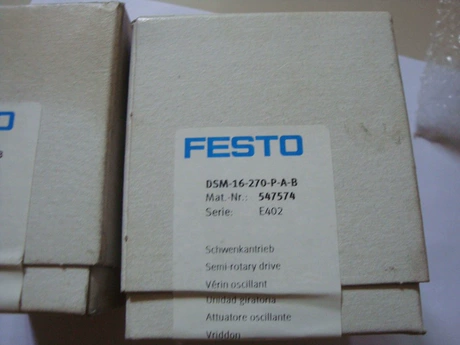 FESTO
DSM-16-270-P-A-B
Mat.-Nr.: 547574
Serie: E402
Schwenkantrieb
Semi-rotary drive
Vérin oscillant
Unidad giratoria
Attuatore oscillante
Vriddon